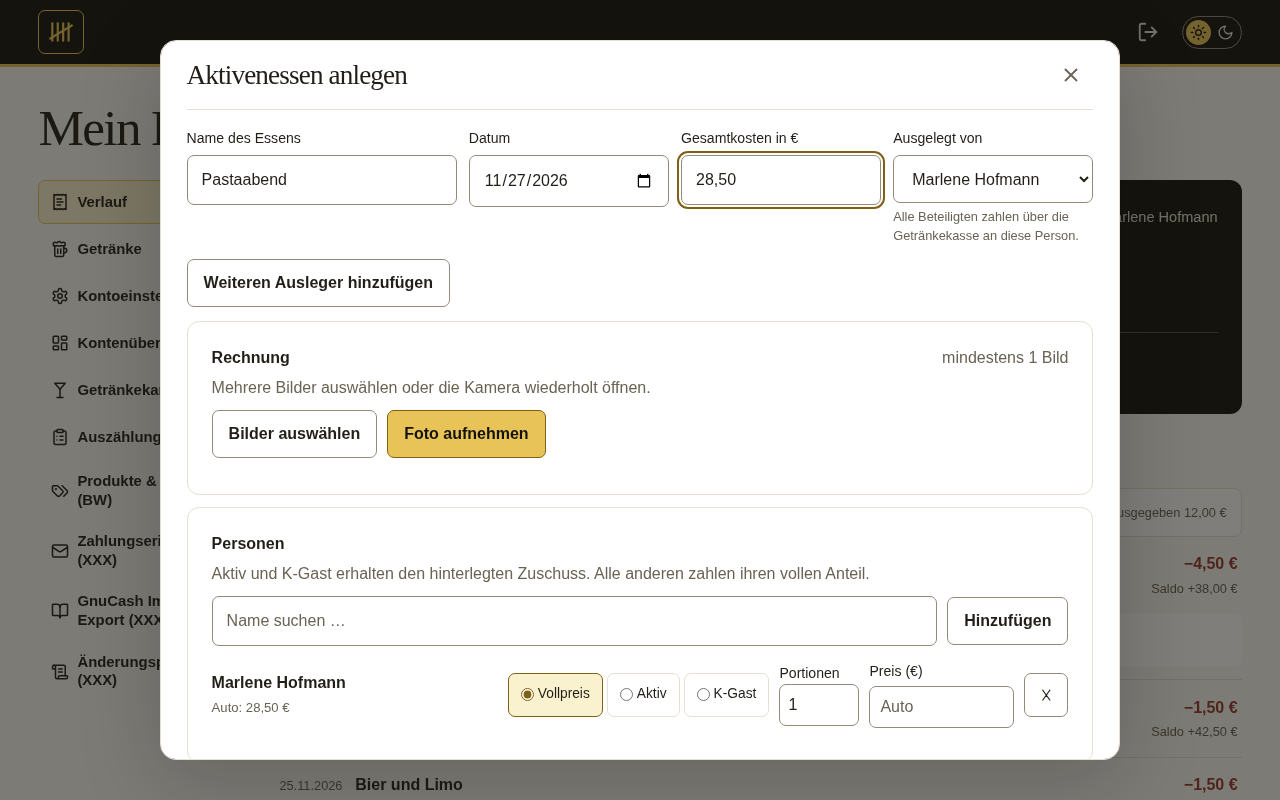 Mein
Aktivenessen anlegen
Name des Essens
Datum
Gesamtkosten in €
Ausgelegt von
Pastaabend
11/27/2026
28,50
Marlene Hofmann
Alle Beteiligten zahlen über die
Getränkekasse an diese Person.
Weiteren Ausleger hinzufügen
Rechnung
mindestens 1 Bild
Mehrere Bilder auswählen oder die Kamera wiederholt öffnen.
Bilder auswählen
Foto aufnehmen
Personen
Aktiv und K-Gast erhalten den hinterlegten Zuschuss. Alle anderen zahlen ihren vollen Anteil.
Name suchen …
Hinzufügen
Marlene Hofmann
Auto: 28,50 €
Vollpreis
Aktiv
K-Gast
Portionen
1
Preis (€)
Auto
X
Verlauf
Getränke
Kontoeinste
Kontenüber
Getränkeka
Auszählung
Produkte &
(BW)
Zahlungseri
(XXX)
GnuCash Im
Export (XXX
Änderungsp
(XXX)
arlene Hofmann
usgegeben 12,00 €
−4,50 €
Saldo +38,00 €
−1,50 €
Saldo +42,50 €
25.11.2026 Bier und Limo
−1,50 €